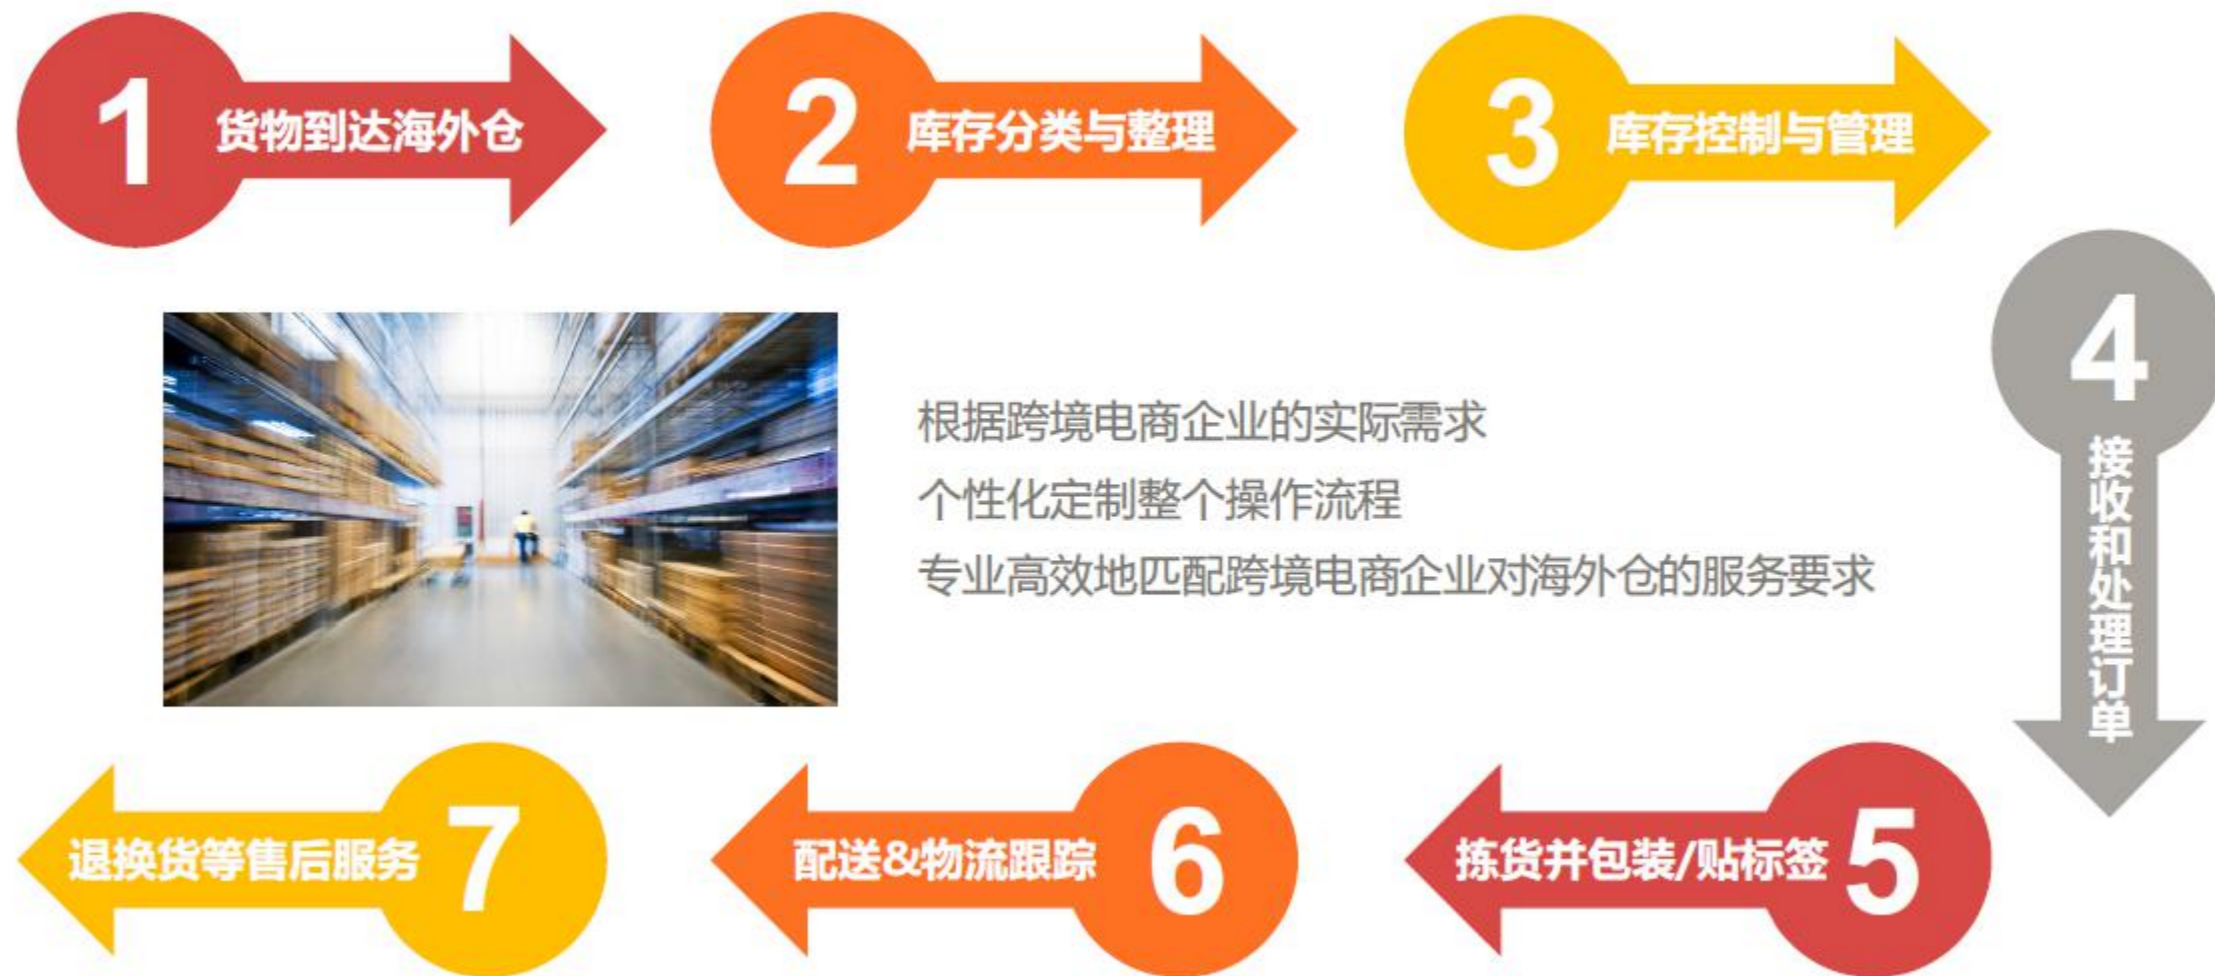 1 货物到达海外仓
2 库存分类与整理
3 库存控制与管理
4 接收和处理订单
根据跨境电商企业的实际需求
个性化定制整个操作流程
专业高效地匹配跨境电商企业对海外仓的服务要求
拣货并包装/贴标签 5
配送&物流跟踪 6
退换货等售后服务 7